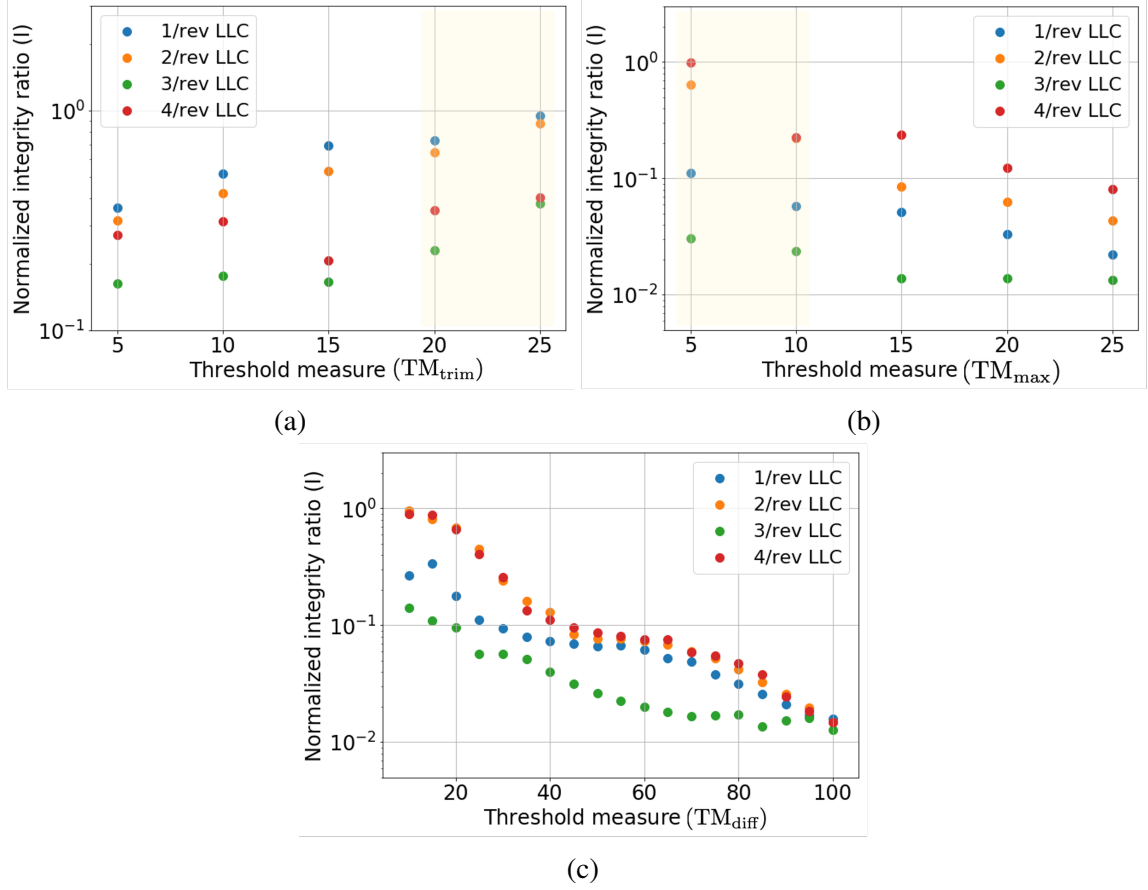 Normalized integrity ratio (I)
10⁰
10⁻¹
1/rev LLC
2/rev LLC
3/rev LLC
4/rev LLC
5 10 15 20 25
Threshold measure (TM_trim)
(a)
Normalized integrity ratio (I)
10⁰
10⁻¹
10⁻²
1/rev LLC
2/rev LLC
3/rev LLC
4/rev LLC
5 10 15 20 25
Threshold measure (TM_max)
(b)
Normalized integrity ratio (I)
10⁰
10⁻¹
10⁻²
1/rev LLC
2/rev LLC
3/rev LLC
4/rev LLC
20 40 60 80 100
Threshold measure (TM_diff)
(c)